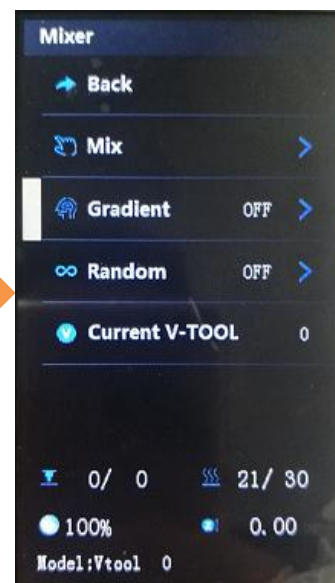 Mixer
Back
Mix
Gradient OFF
Random OFF
Current V-TOOL 0
0/ 0 21/ 30
100% 0.00
Model:Vtool 0